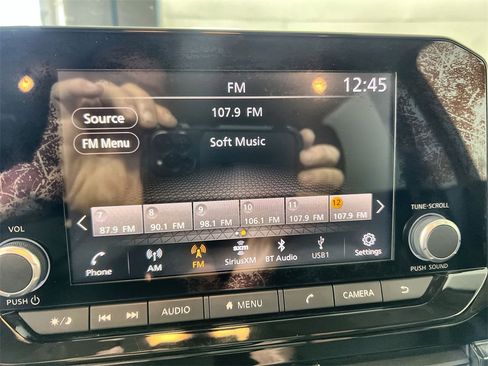 FM
12:45
Source
107.9 FM
FM Menu
Soft Music
7 8 9 10 11 12
87.9 FM 90.1 FM 98.1 FM 106.1 FM 107.9 FM 107.9 FM
VOL
TUNE-SCROLL
Phone AM FM sxm SiriusXM BT Audio USB1 Settings
PUSH
PUSH SOUND
AUDIO MENU CAMERA